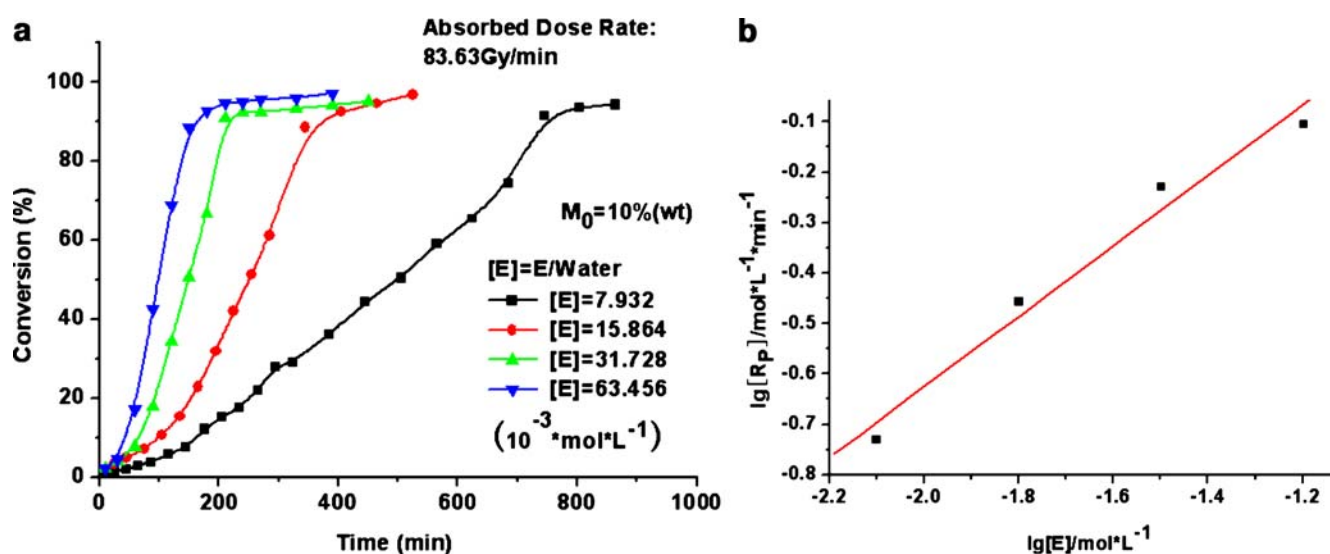 a
Absorbed Dose Rate:
83.63Gy/min
100
80
60
40
20
0
Conversion (%)
M0=10%(wt)
[E]=E/Water
[E]=7.932
[E]=15.864
[E]=31.728
[E]=63.456
(10-3*mol*L-1)
0 200 400 600 800 1000
Time (min)
b
-0.1
-0.2
-0.3
-0.4
-0.5
-0.6
-0.7
-0.8
lg[RP]/mol*L-1*min-1
-2.2 -2.0 -1.8 -1.6 -1.4 -1.2
lg[E]/mol*L-1